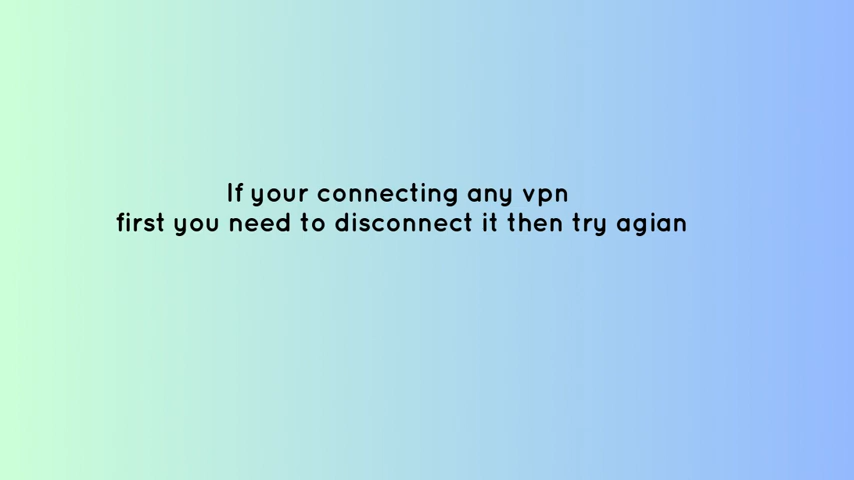 If your connecting any vpn
first you need to disconnect it then try agian